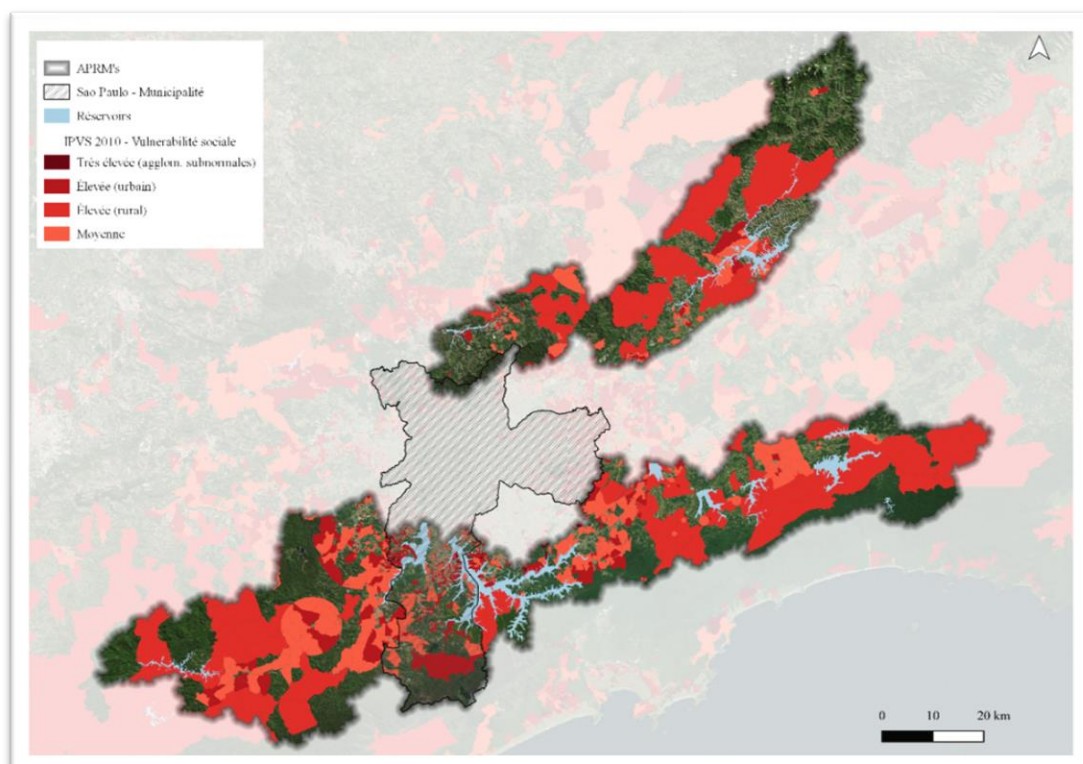 APRM's
Sao Paulo - Municipalité
Réservoirs
IPVS 2010 - Vulnerabilité sociale
Très élevée (agglom. subnormales)
Élevée (urbain)
Élevée (rural)
Moyenne
0 10 20 km